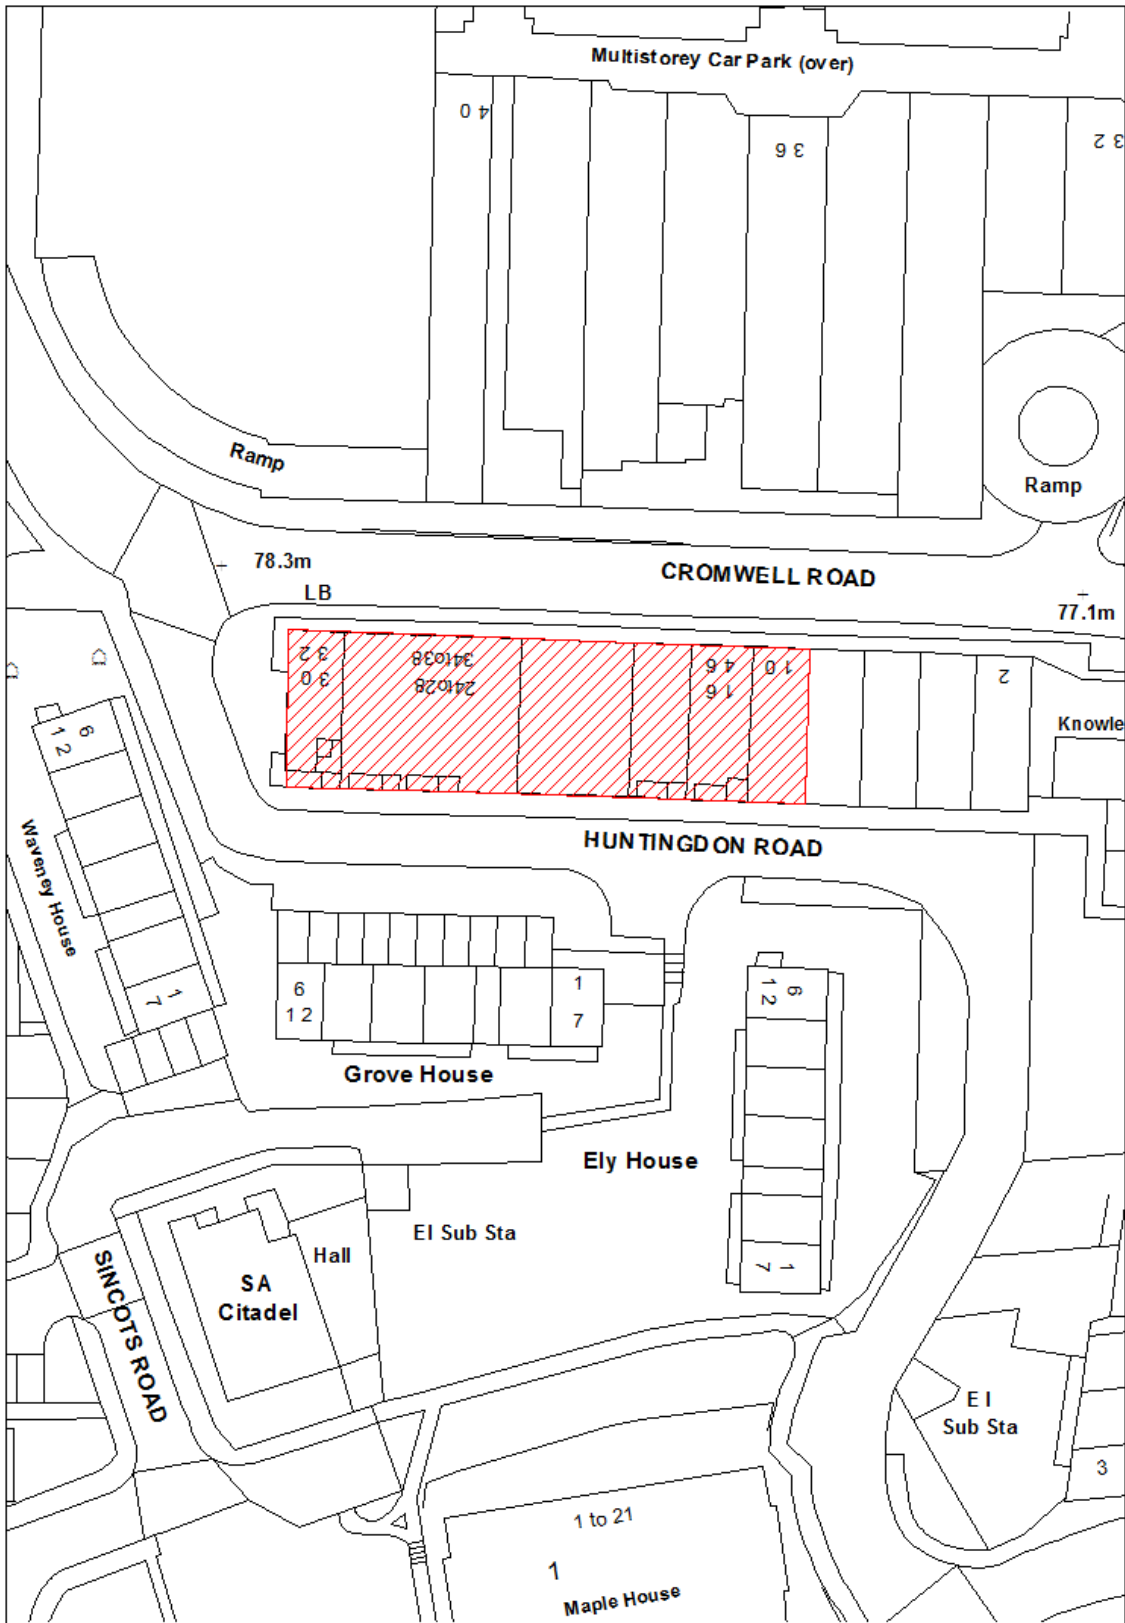 Multistorey Car Park (over)
40
36
32
Ramp
Ramp
78.3m
CROMWELL ROAD
LB
77.1m
32
30
34to38
24to28
46
16
10
2
Knowle
6
12
HUNTINGDON ROAD
Waveney House
1
7
6
12
1
7
6
12
Grove House
Ely House
El Sub Sta
Hall
SA
Citadel
SINCOTS ROAD
1
7
El
Sub Sta
3
1 to 21
1
Maple House